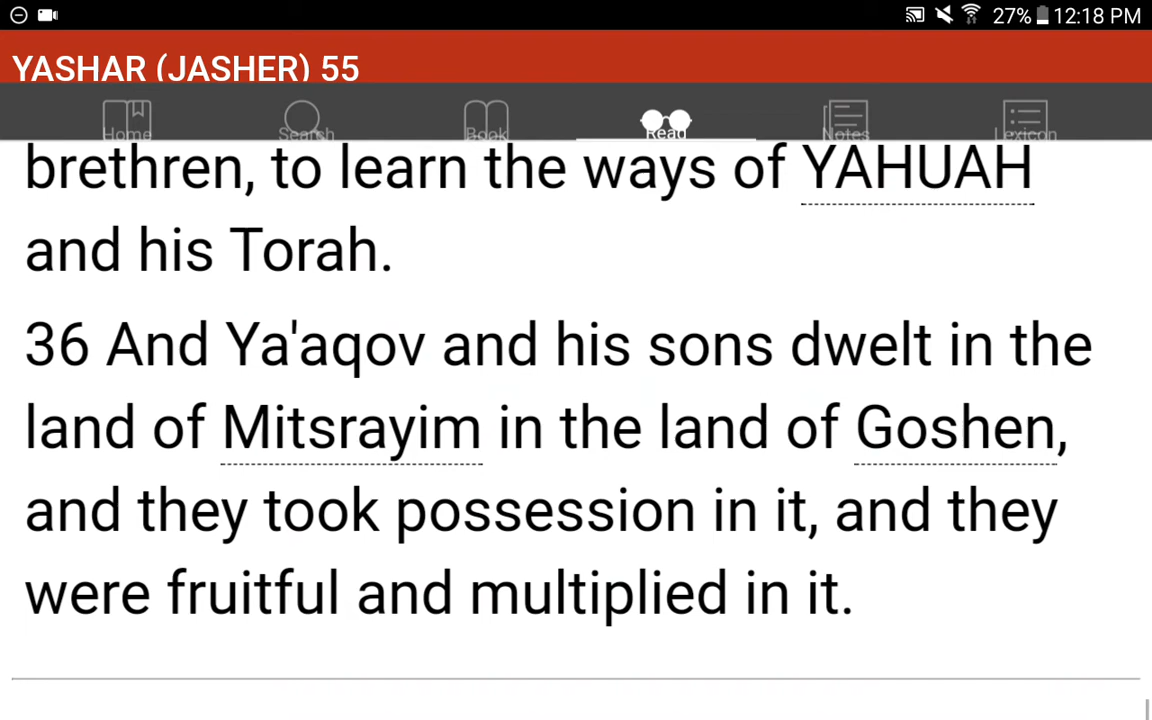 27% 12:18 PM
YASHAR (JASHER) 55
Home Search Book Read Notes Lexicon
brethren, to learn the ways of YAHUAH
and his Torah.
36 And Ya'aqov and his sons dwelt in the
land of Mitsrayim in the land of Goshen,
and they took possession in it, and they
were fruitful and multiplied in it.